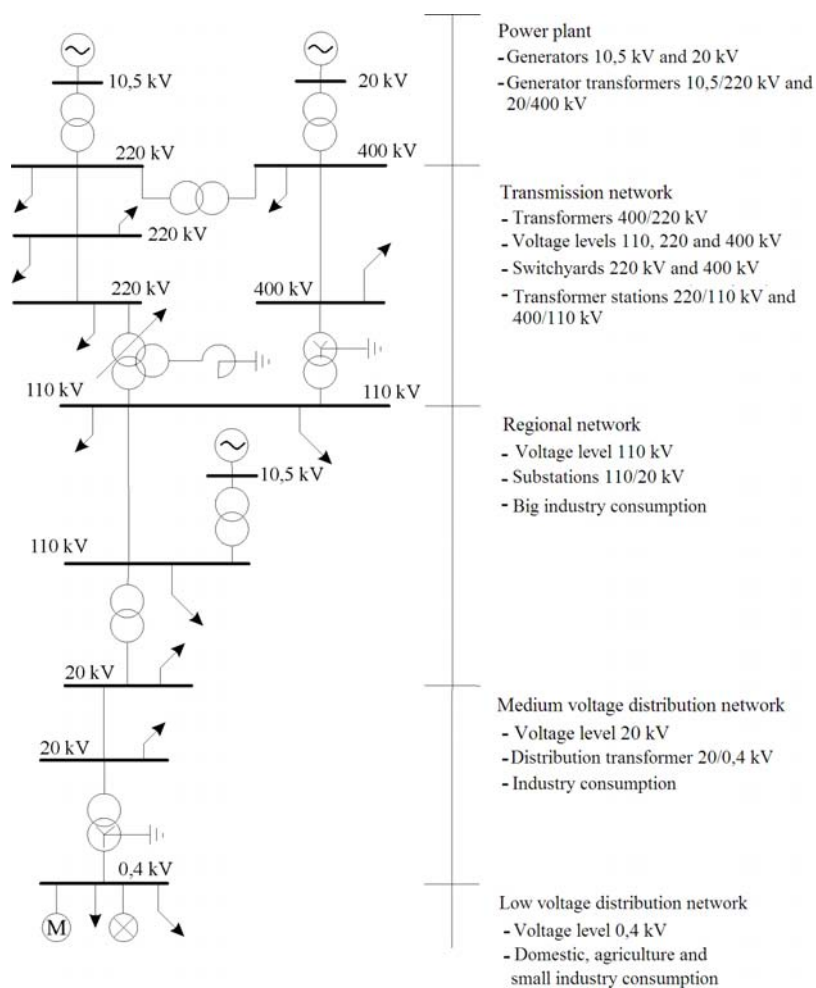 Power plant
- Generators 10,5 kV and 20 kV
- Generator transformers 10,5/220 kV and
20/400 kV
10,5 kV
20 kV
220 kV
400 kV
Transmission network
- Transformers 400/220 kV
- Voltage levels 110, 220 and 400 kV
- Switchyards 220 kV and 400 kV
- Transformer stations 220/110 kV and
400/110 kV
220 kV
220 kV
400 kV
110 kV
110 kV
Regional network
- Voltage level 110 kV
- Substations 110/20 kV
- Big industry consumption
10,5 kV
110 kV
20 kV
Medium voltage distribution network
- Voltage level 20 kV
- Distribution transformer 20/0,4 kV
- Industry consumption
20 kV
0,4 kV
M
Low voltage distribution network
- Voltage level 0,4 kV
- Domestic, agriculture and
small industry consumption